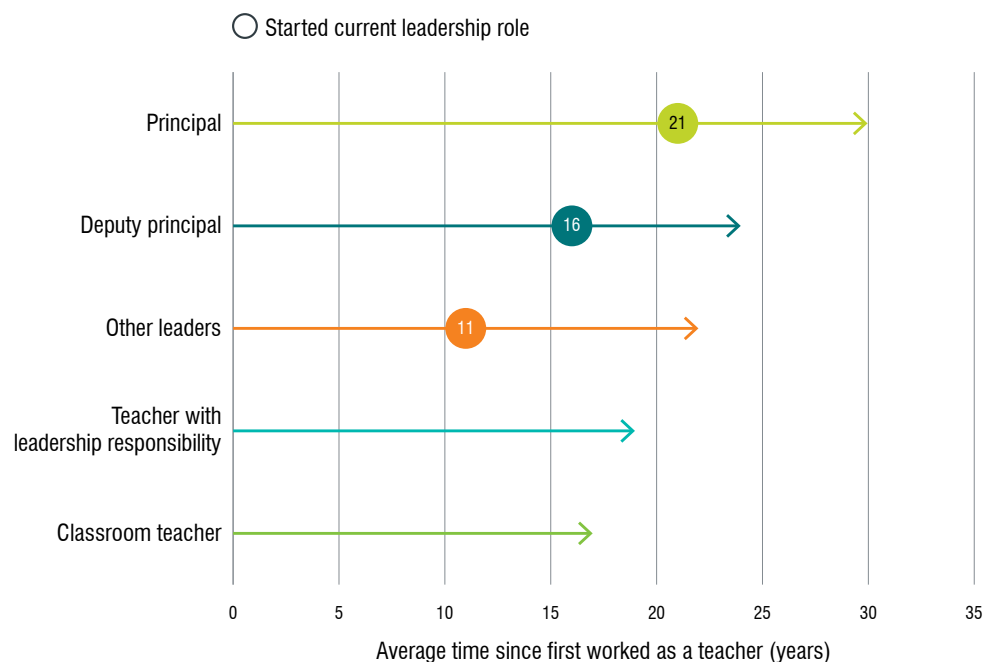 Started current leadership role
Principal
21
Deputy principal
16
Other leaders
11
Teacher with
leadership responsibility
Classroom teacher
0 5 10 15 20 25 30 35
Average time since first worked as a teacher (years)